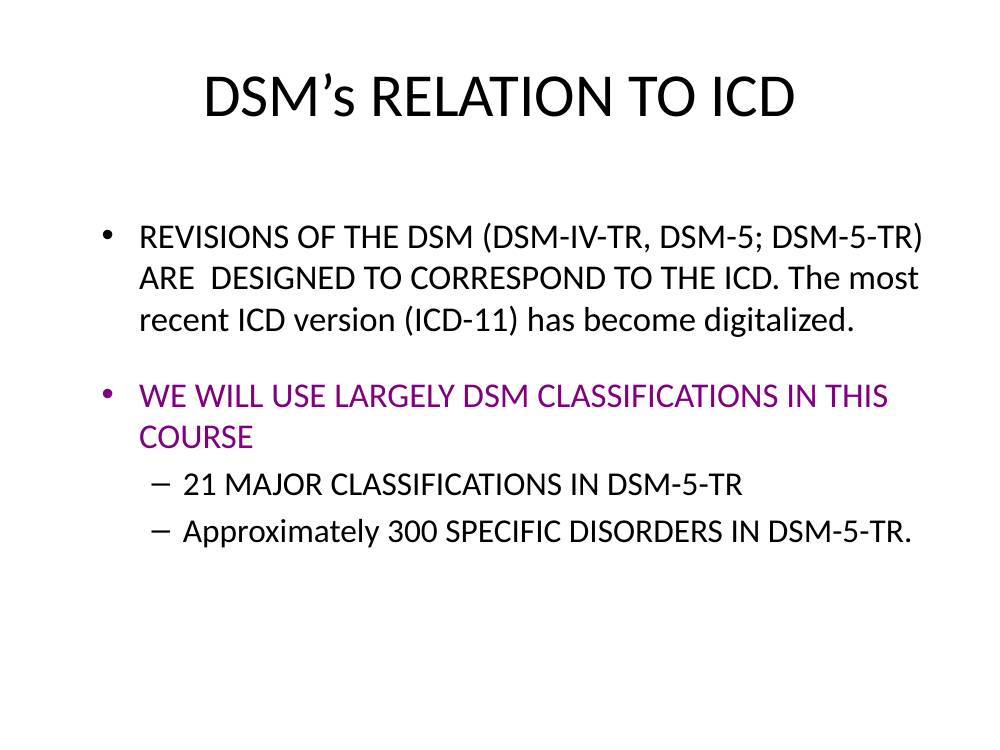 DSM’s RELATION TO ICD
• REVISIONS OF THE DSM (DSM-IV-TR, DSM-5; DSM-5-TR)
ARE  DESIGNED TO CORRESPOND TO THE ICD. The most
recent ICD version (ICD-11) has become digitalized.
• WE WILL USE LARGELY DSM CLASSIFICATIONS IN THIS
COURSE
– 21 MAJOR CLASSIFICATIONS IN DSM-5-TR
– Approximately 300 SPECIFIC DISORDERS IN DSM-5-TR.